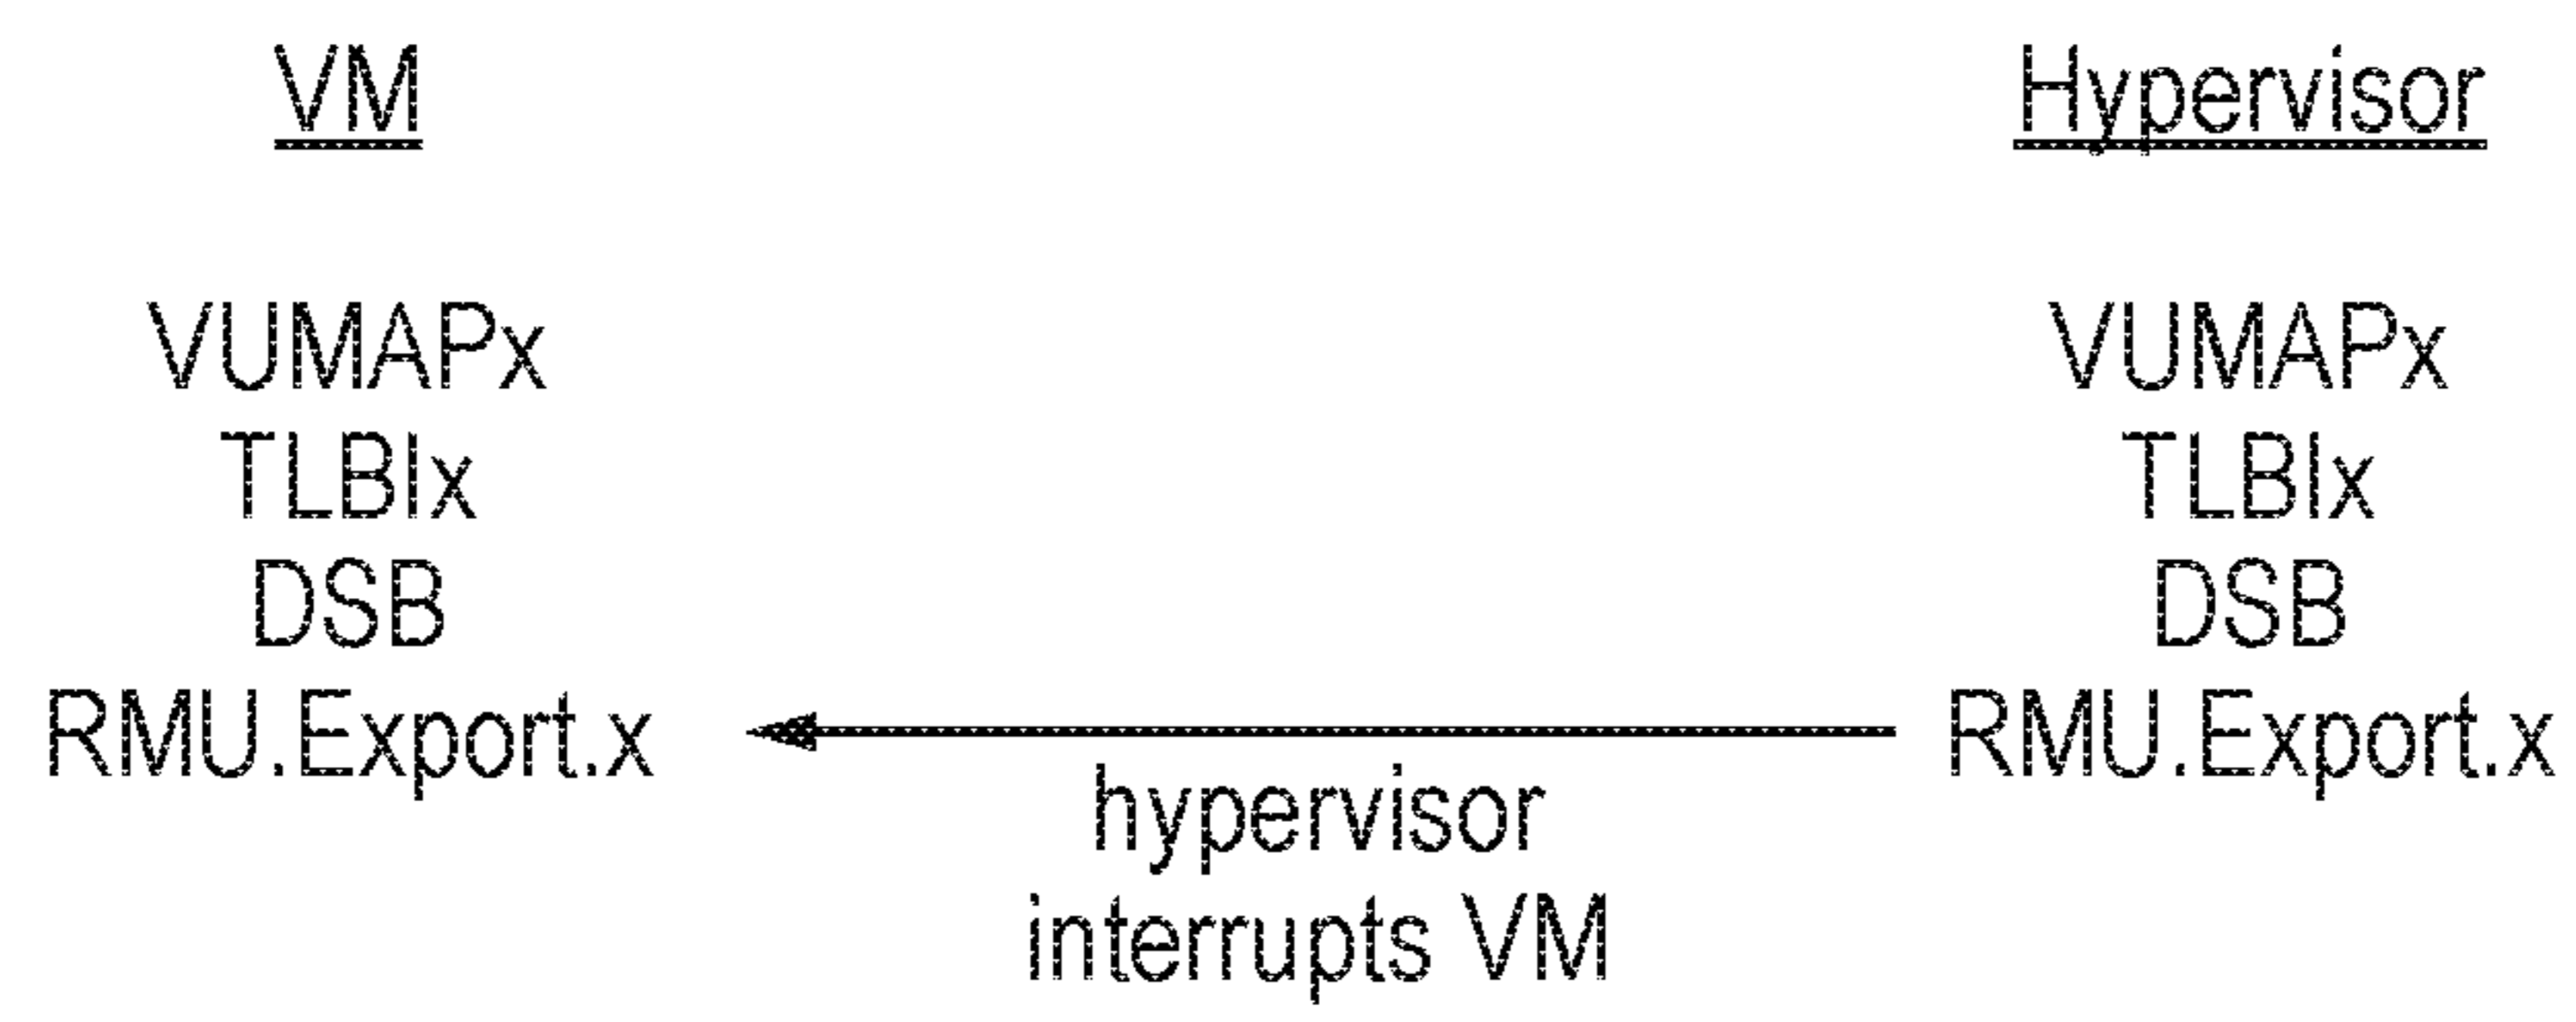 VM
Hypervisor
VUMAPx
VUMAPx
TLBIx
TLBIx
DSB
DSB
RMU.Export.x
RMU.Export.x
hypervisor
interrupts VM